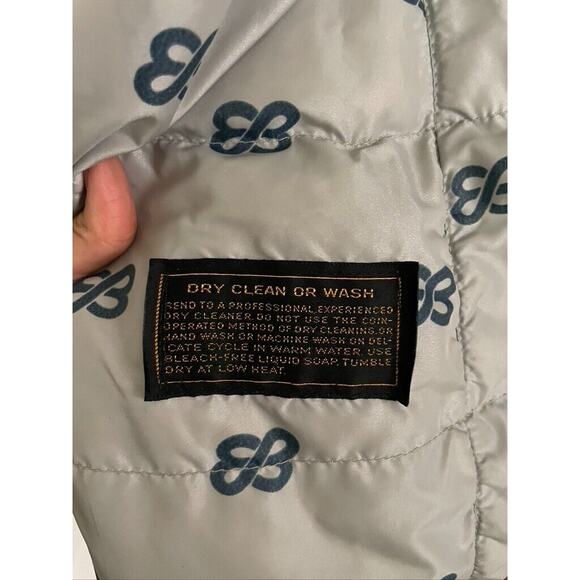 DRY CLEAN OR WASH
SEND TO A PROFESSIONAL, EXPERIENCED
DRY CLEANER. DO NOT USE THE COIN-
OPERATED METHOD OF DRY CLEANING. OR
HAND WASH OR MACHINE WASH ON DEL-
ICATE CYCLE IN WARM WATER. USE
BLEACH-FREE LIQUID SOAP. TUMBLE
DRY AT LOW HEAT.